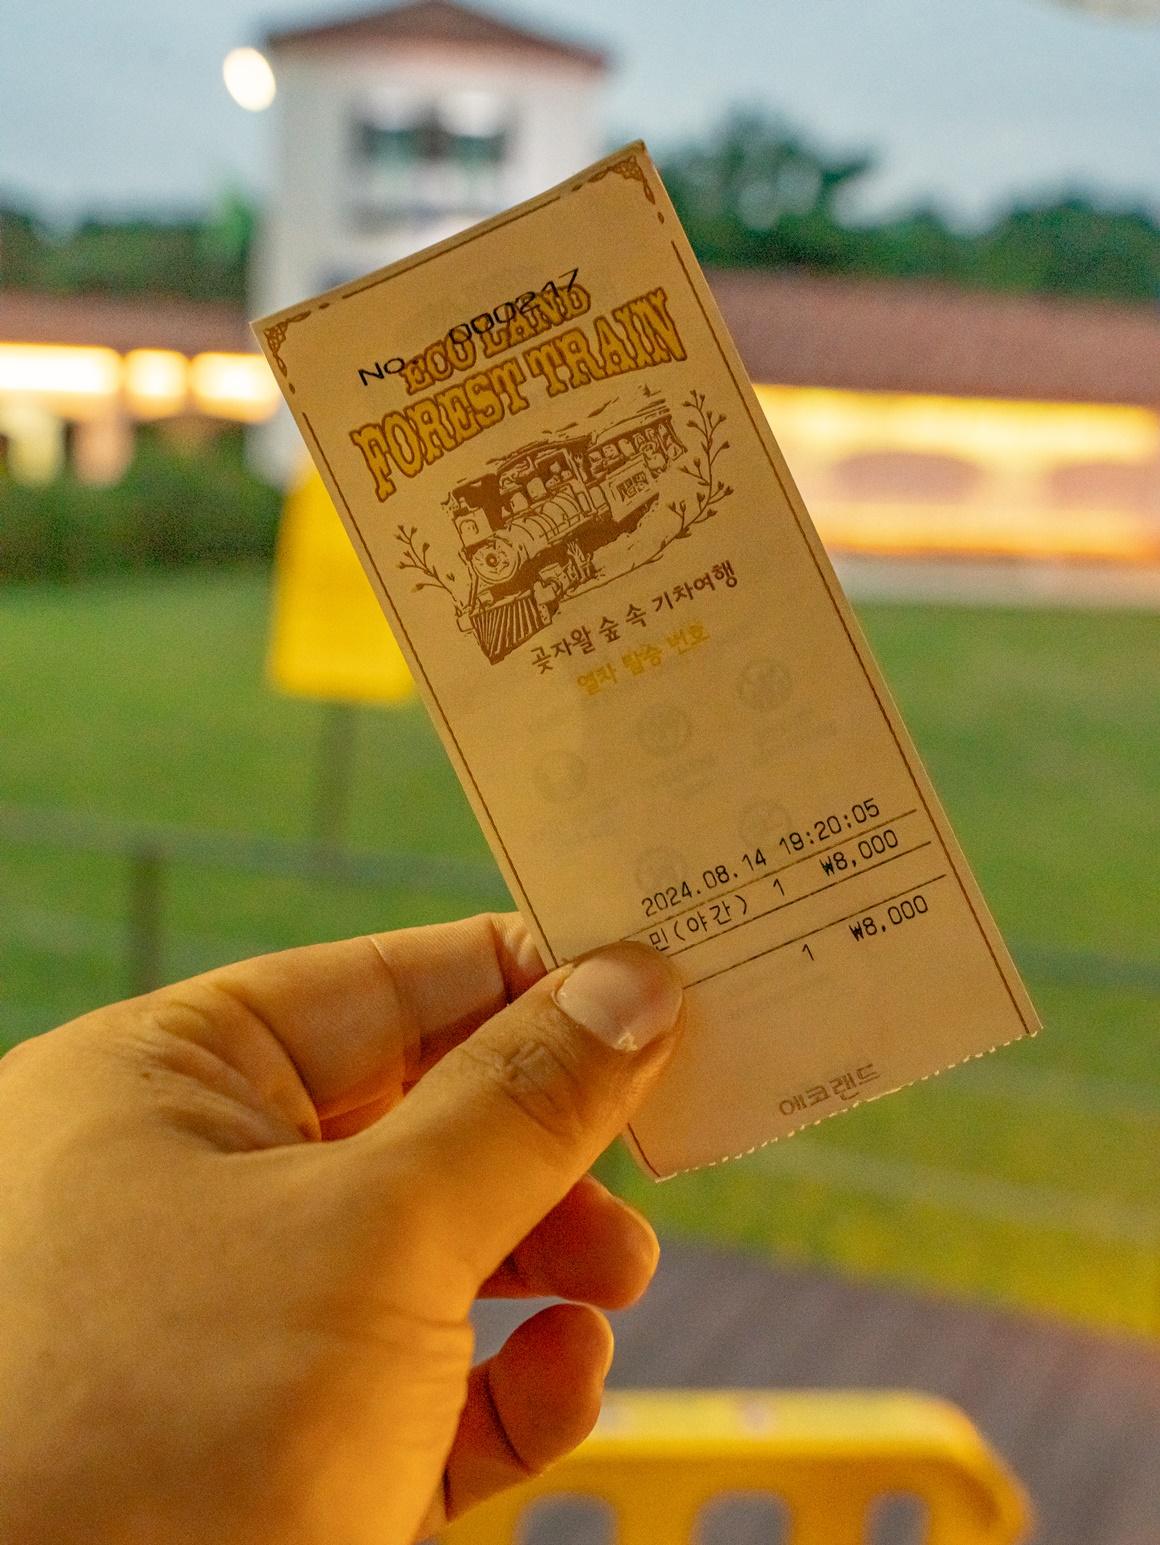 No. 000247
ECO LAND
FOREST TRAIN
곶자왈 숲 속 기차여행
열차 탑승 번호
2024.08.14 19:20:05
민(야간) 1 ₩8,000
1 ₩8,000
에코랜드